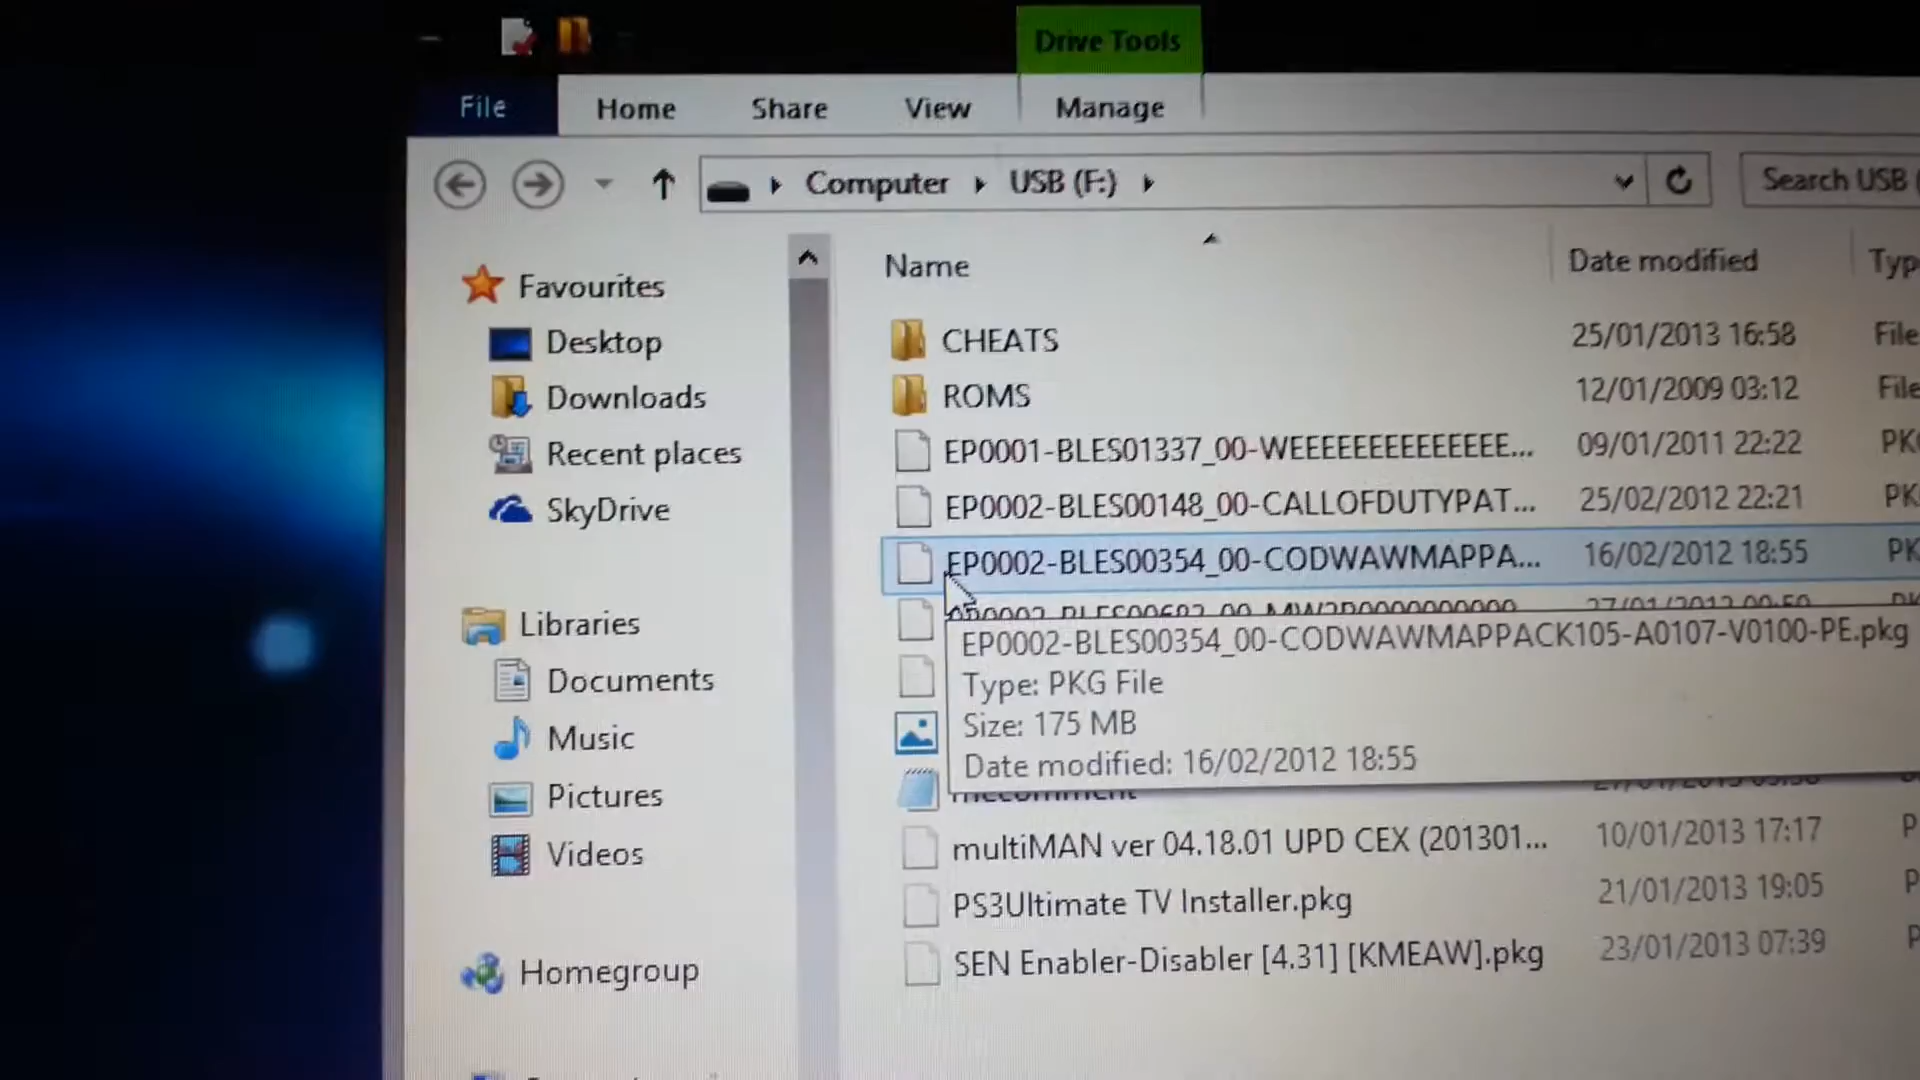 Drive Tools
File Home Share View Manage
Computer USB (F:) Search USB
Name Date modified
Favourites
Desktop
Downloads
Recent places
SkyDrive
Libraries
Documents
Music
Pictures
Videos
Homegroup
CHEATS 25/01/2013 16:58 File
ROMS 12/01/2009 03:12 File
EP0001-BLES01337_00-WEEEEEEEEEEEEEE... 09/01/2011 22:22
EP0002-BLES00148_00-CALLOFDUTYPAT... 25/02/2012 22:21
EP0002-BLES00354_00-CODWAWMAPPA... 16/02/2012 18:55
EP0002-BLES00354_00-CODWAWMAPPACK105-A0107-V0100-PE.pkg
Type: PKG File
Size: 175 MB
Date modified: 16/02/2012 18:55
multiMAN ver 04.18.01 UPD CEX (201301... 10/01/2013 17:17
PS3Ultimate TV Installer.pkg 21/01/2013 19:05
SEN Enabler-Disabler [4.31] [KMEAW].pkg 23/01/2013 07:39